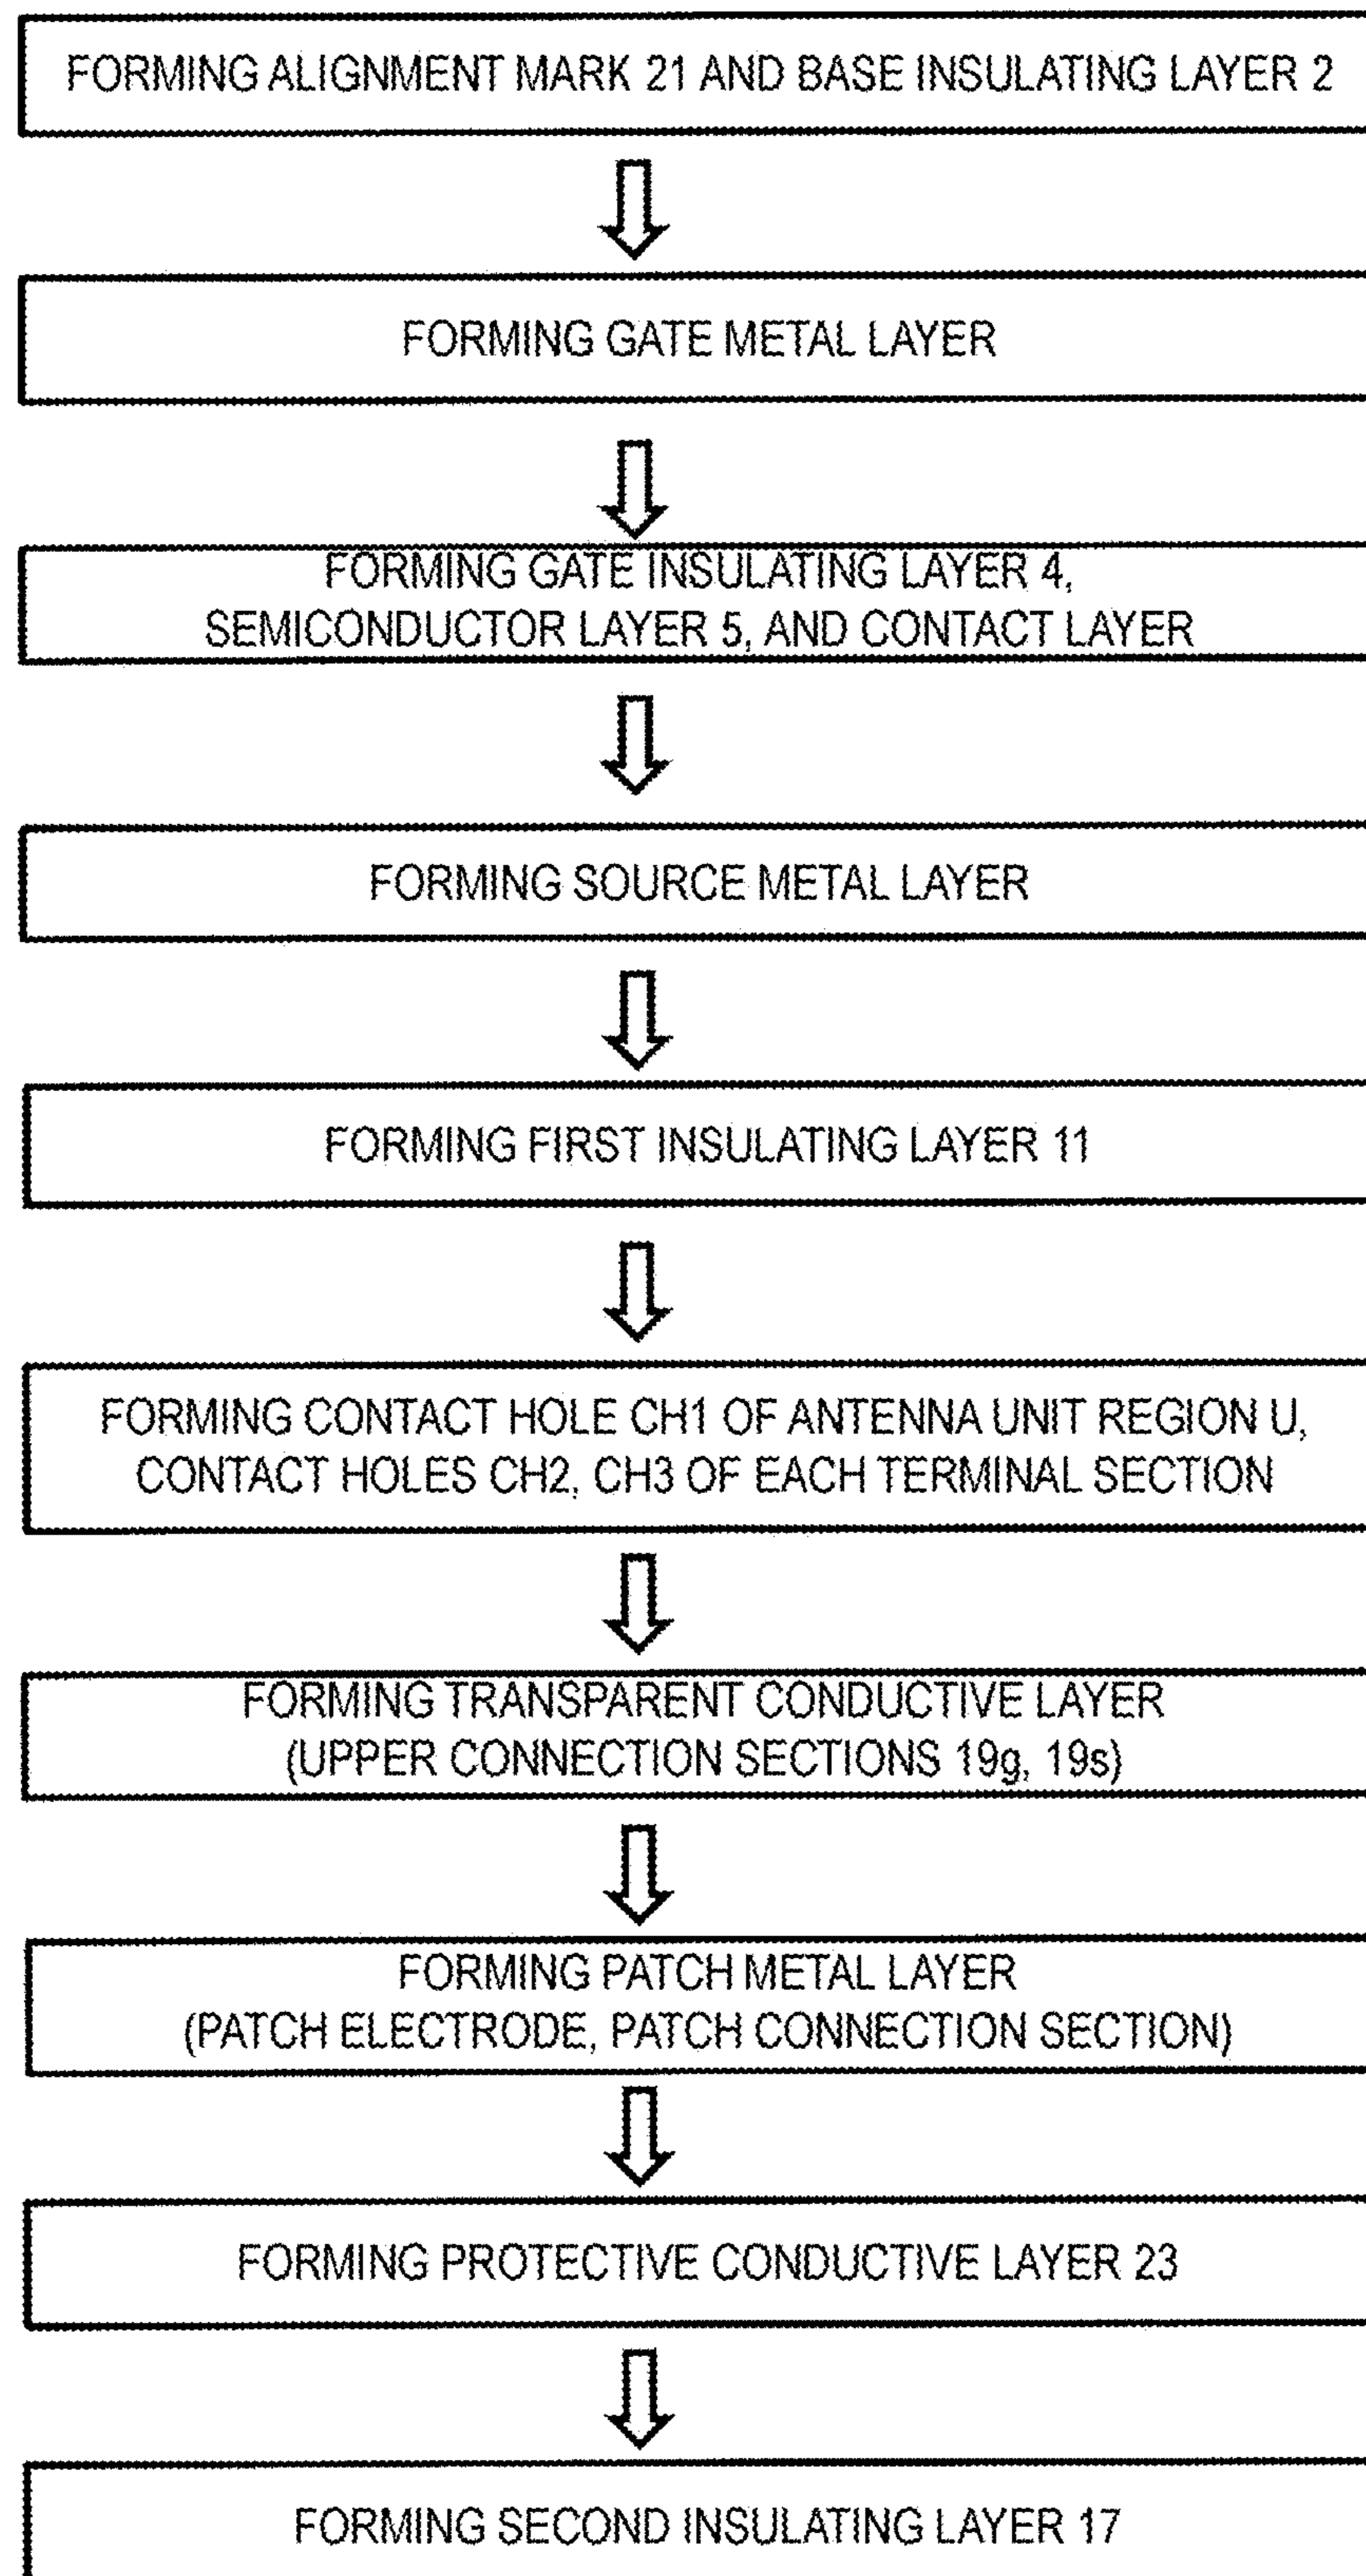 FORMING ALIGNMENT MARK 21 AND BASE INSULATING LAYER 2
FORMING GATE METAL LAYER
FORMING GATE INSULATING LAYER 4,
SEMICONDUCTOR LAYER 5, AND CONTACT LAYER
FORMING SOURCE METAL LAYER
FORMING FIRST INSULATING LAYER 11
FORMING CONTACT HOLE CH1 OF ANTENNA UNIT REGION U,
CONTACT HOLES CH2, CH3 OF EACH TERMINAL SECTION
FORMING TRANSPARENT CONDUCTIVE LAYER
(UPPER CONNECTION SECTIONS 19g, 19s)
FORMING PATCH METAL LAYER
(PATCH ELECTRODE, PATCH CONNECTION SECTION)
FORMING PROTECTIVE CONDUCTIVE LAYER 23
FORMING SECOND INSULATING LAYER 17